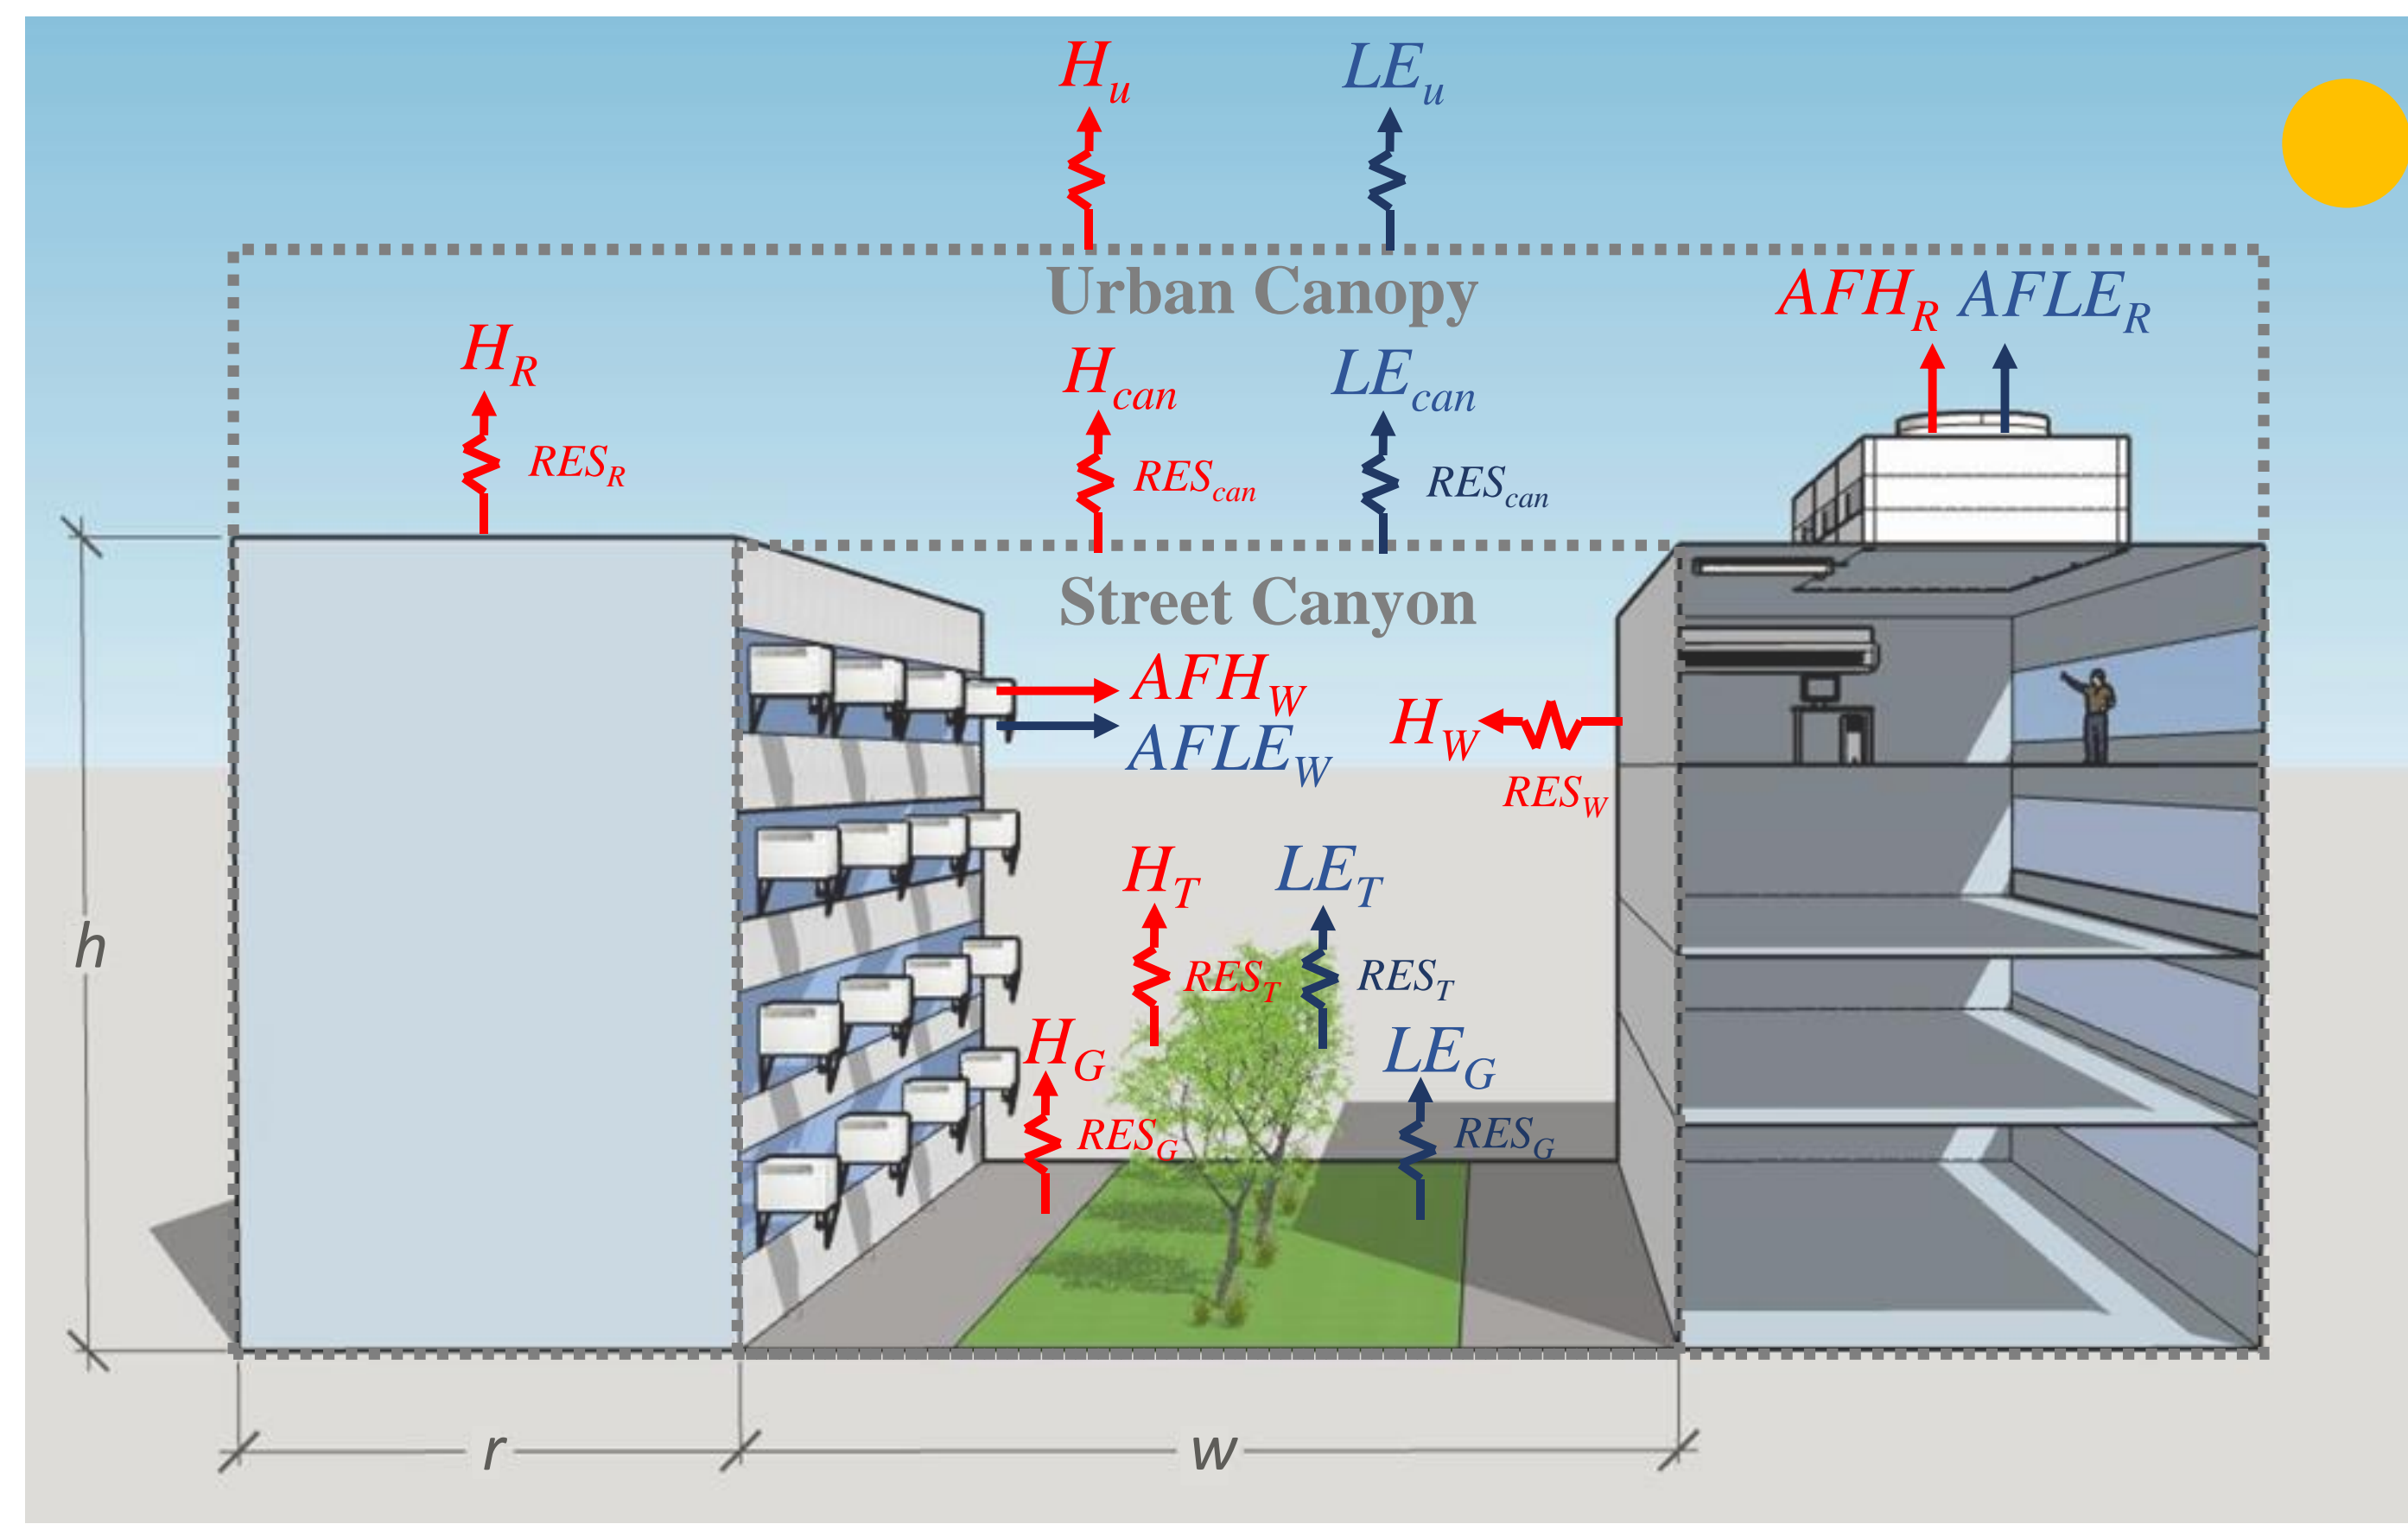 H_u LE_u
Urban Canopy
AFH_R AFLE_R
H_R
H_can LE_can
RES_R
RES_can RES_can
Street Canyon
AFH_W
H_W
AFLE_W
RES_W
H_T LE_T
RES_T RES_T
h
H_G LE_G
RES_G RES_G
r w